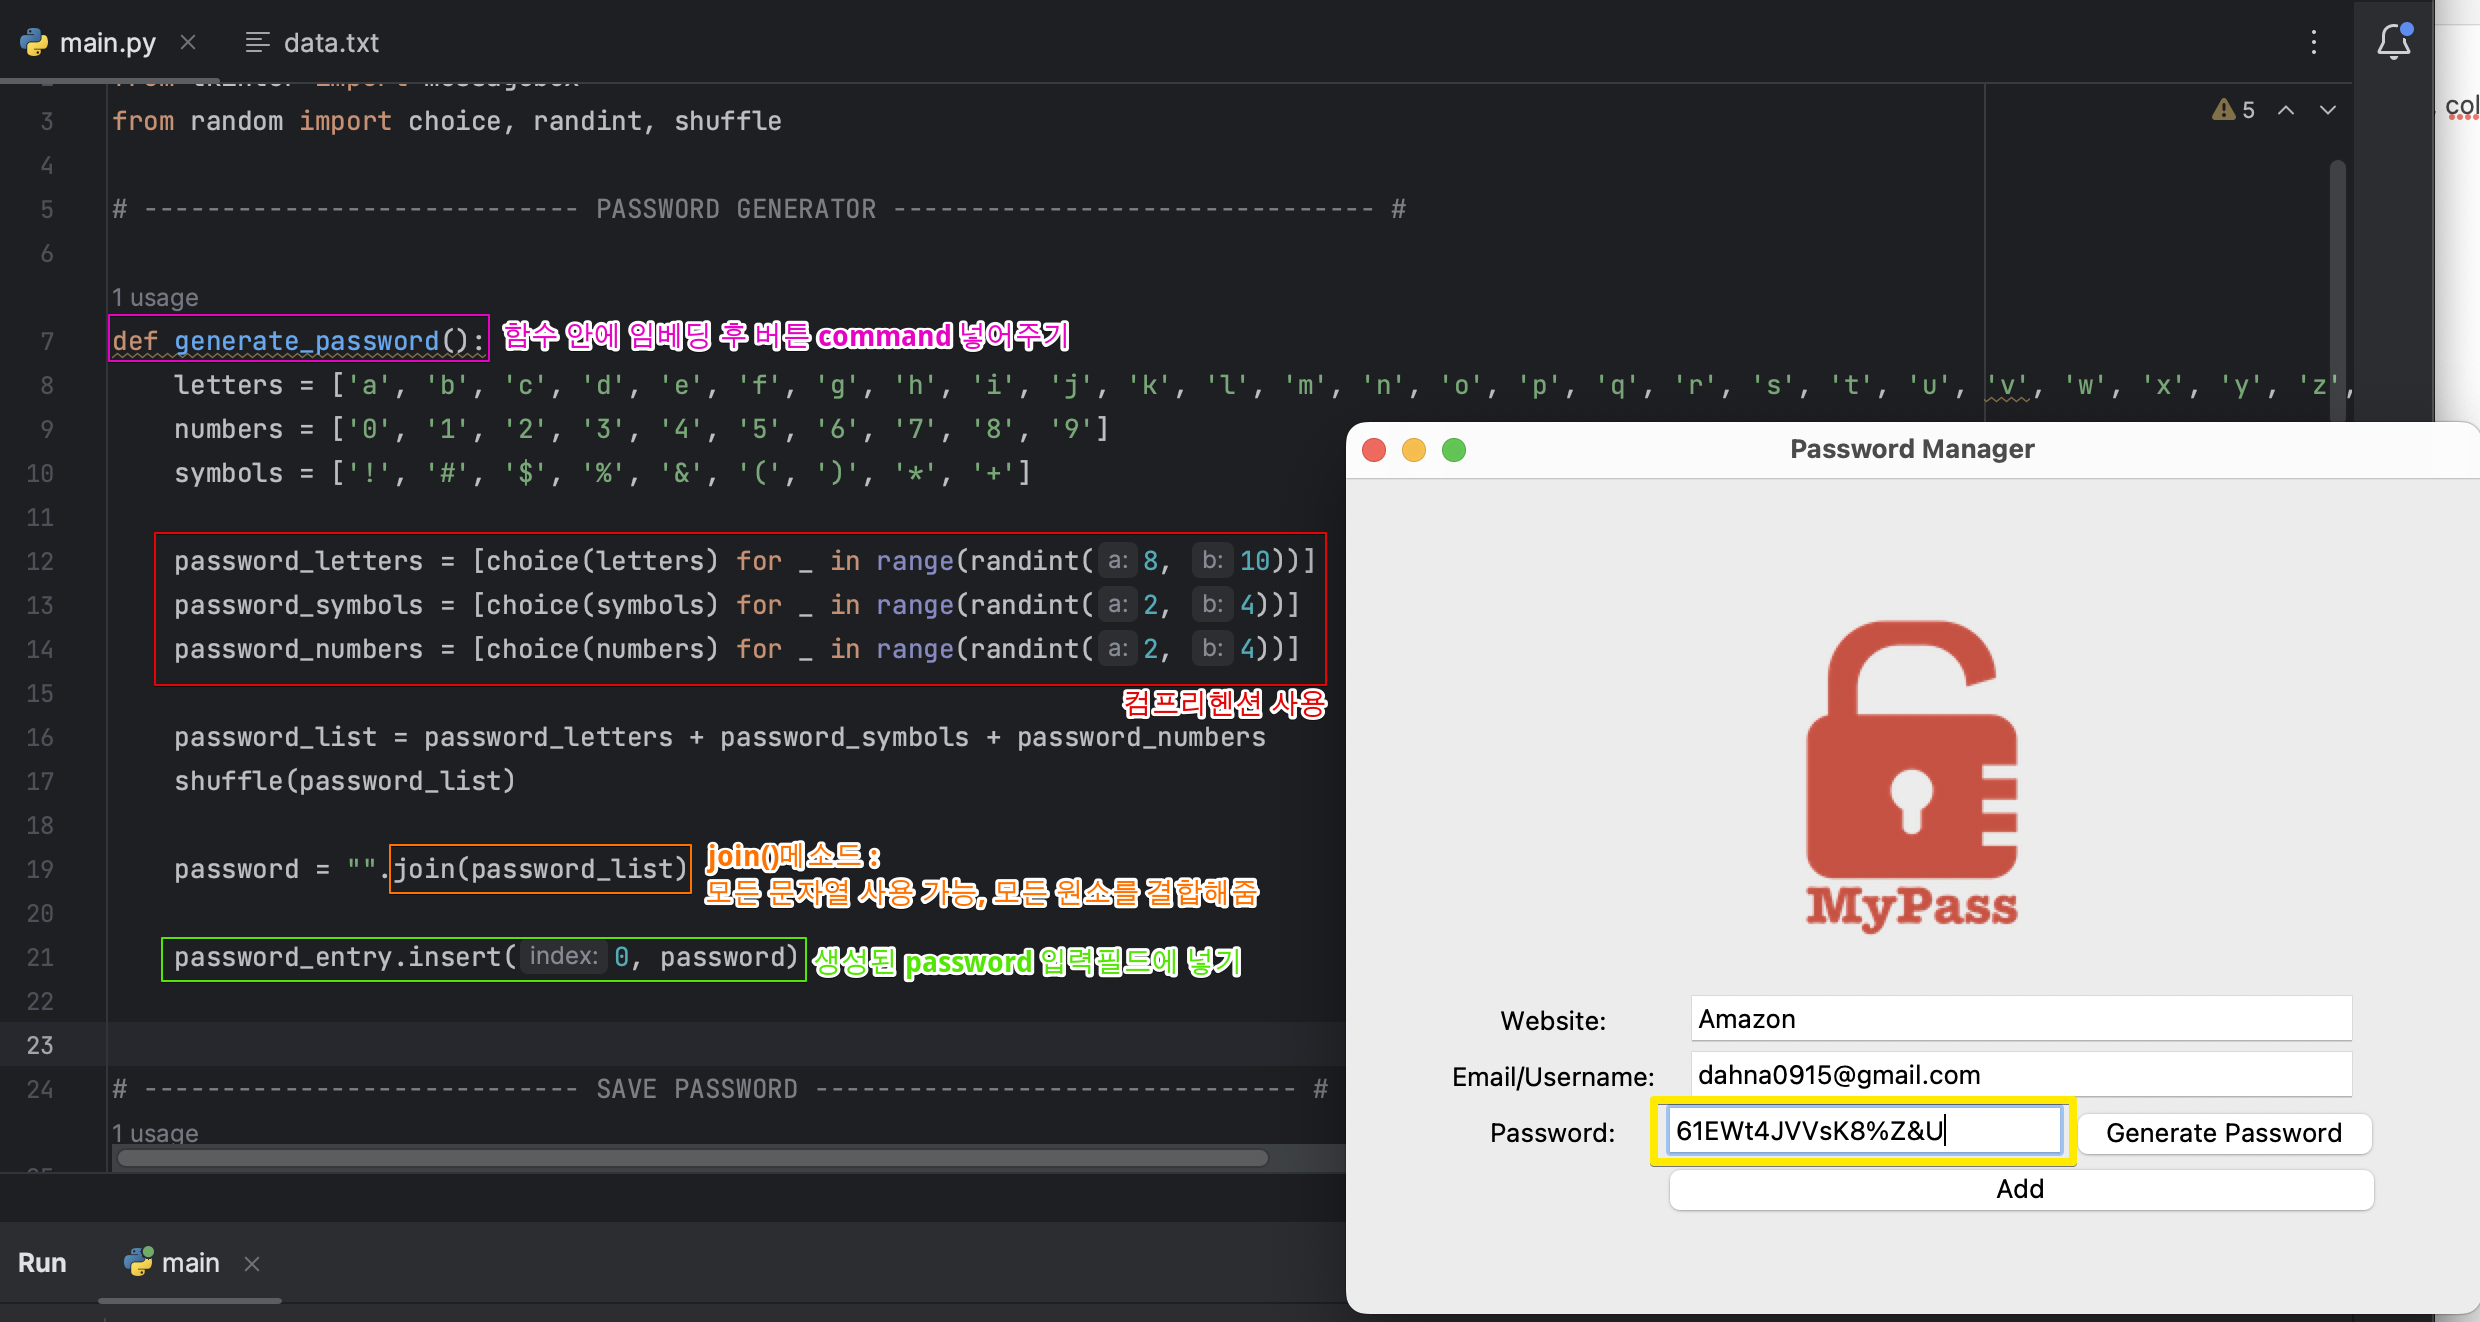 main.py
data.txt
from tkinter import messagebox
3 from random import choice, randint, shuffle
5 col
4
5 # ---------------------------- PASSWORD GENERATOR ------------------------------- #
6
1 usage
7 def generate_password(): 함수 안에 임베딩 후 버튼 command 넣어주기
8 letters = ['a', 'b', 'c', 'd', 'e', 'f', 'g', 'h', 'i', 'j', 'k', 'l', 'm', 'n', 'o', 'p', 'q', 'r', 's', 't', 'u', 'v', 'w', 'x', 'y', 'z',
9 numbers = ['0', '1', '2', '3', '4', '5', '6', '7', '8', '9']
10 symbols = ['!', '#', '$', '%', '&', '(', ')', '*', '+']
11
12 password_letters = [choice(letters) for _ in range(randint( a: 8, b: 10))]
13 password_symbols = [choice(symbols) for _ in range(randint( a: 2, b: 4))]
14 password_numbers = [choice(numbers) for _ in range(randint( a: 2, b: 4))]
15
컴프리헨션 사용
16 password_list = password_letters + password_symbols + password_numbers
17 shuffle(password_list)
18
19 password = "".join(password_list)
join()메소드 :
모든 문자열 사용 가능, 모든 원소를 결합해줌
20
21 password_entry.insert( index: 0, password) 생성된 password 입력필드에 넣기
22
23
24 # ---------------------------- SAVE PASSWORD ------------------------------- #
1 usage
Run
main
Password Manager
MyPass
Website:
Amazon
Email/Username:
dahna0915@gmail.com
Password:
61EWt4JVVsK8%Z&U
Generate Password
Add